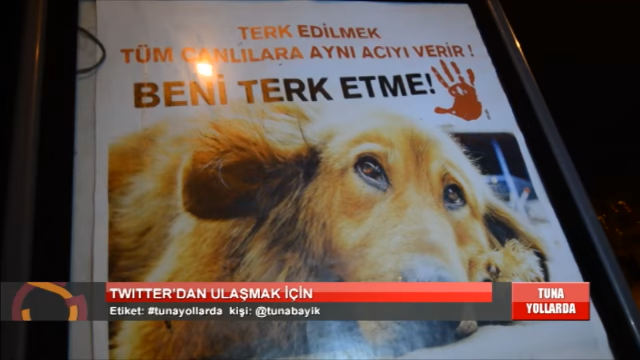 TERK EDİLMEK
TÜM CANLILARA AYNI ACIYI VERİR !
BENİ TERK ETME!
TWITTER'DAN ULAŞMAK İÇİN
Etiket: #tunayollarda kişi: @tunabayik
TUNA
YOLLARDA